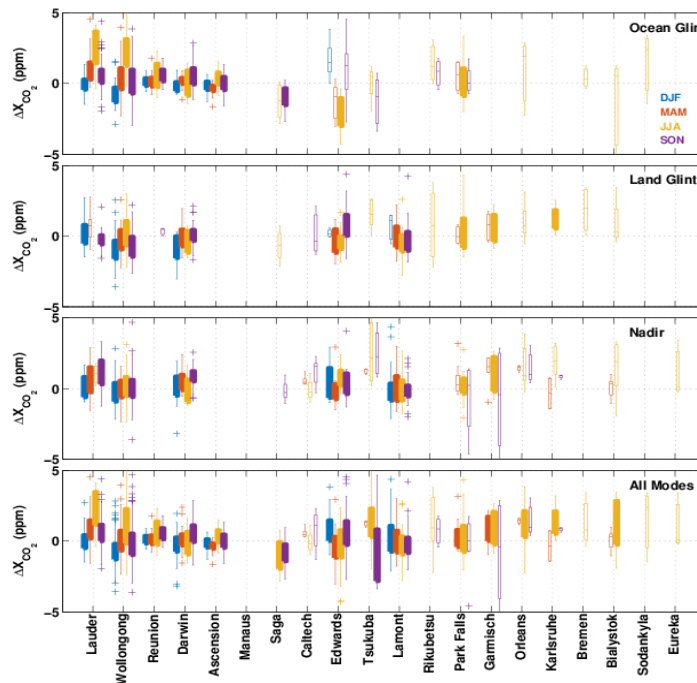 5
Ocean Glin
ΔX_CO2 (ppm)
0
DJF
MAM
JJA
SON
-5
5
Land Glint
ΔX_CO2 (ppm)
0
-5
5
Nadir
ΔX_CO2 (ppm)
0
-5
5
All Modes
ΔX_CO2 (ppm)
0
-5
Lauder
Wollongong
Reunion
Darwin
Ascension
Manaus
Saga
Caltech
Edwards
Tsukuba
Lamont
Rikubetsu
Park Falls
Garmisch
Orleans
Karlsruhe
Bremen
Bialystok
Sodankyla
Eureka